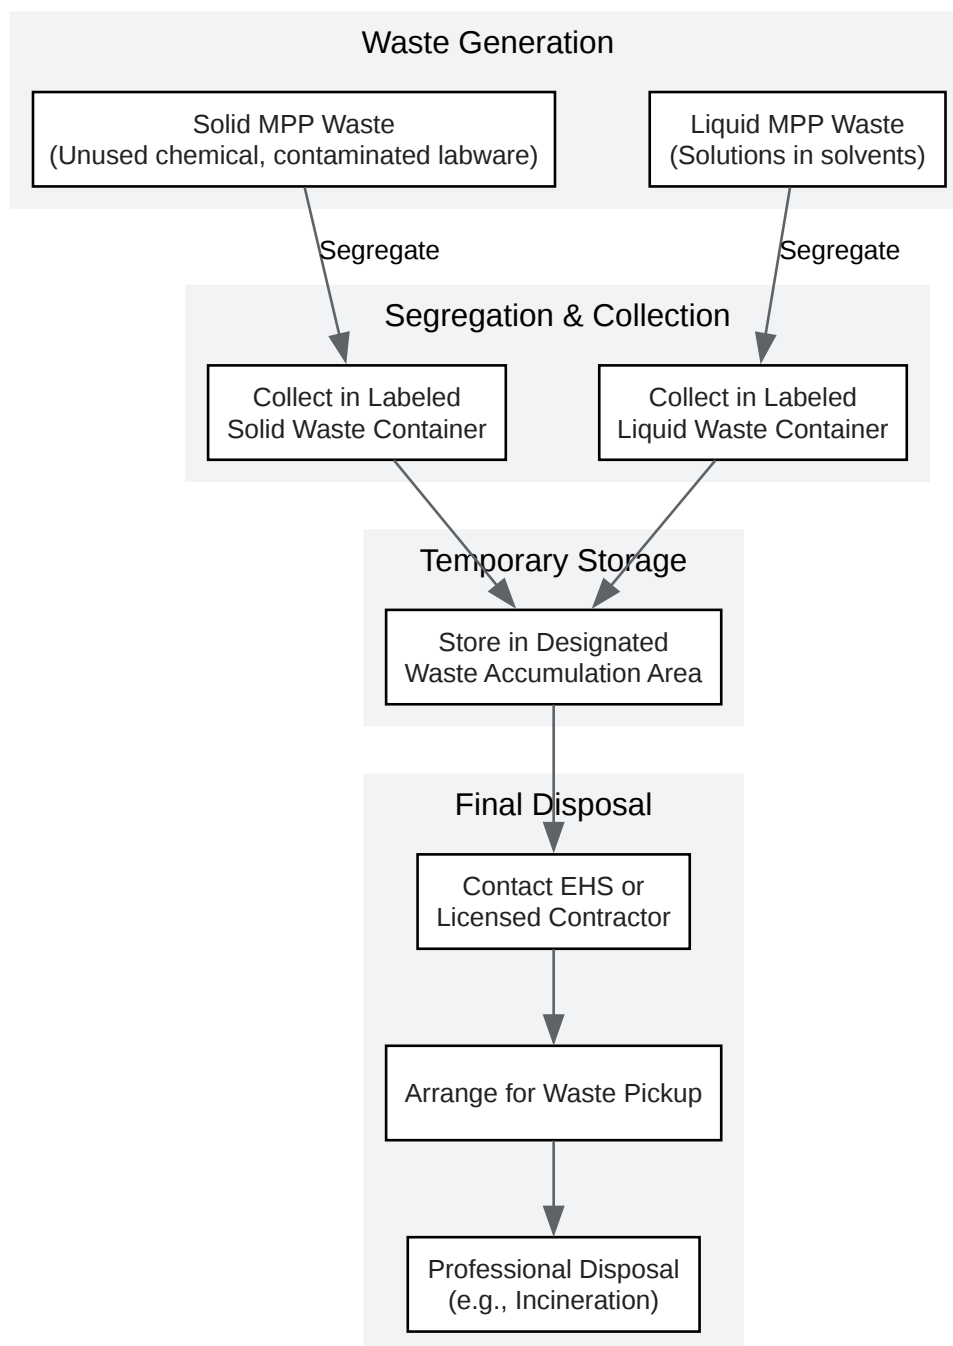 Waste Generation
Solid MPP Waste
(Unused chemical, contaminated labware)
Liquid MPP Waste
(Solutions in solvents)
Segregate
Segregate
Segregation & Collection
Collect in Labeled
Solid Waste Container
Collect in Labeled
Liquid Waste Container
Temporary Storage
Store in Designated
Waste Accumulation Area
Final Disposal
Contact EHS or
Licensed Contractor
Arrange for Waste Pickup
Professional Disposal
(e.g., Incineration)